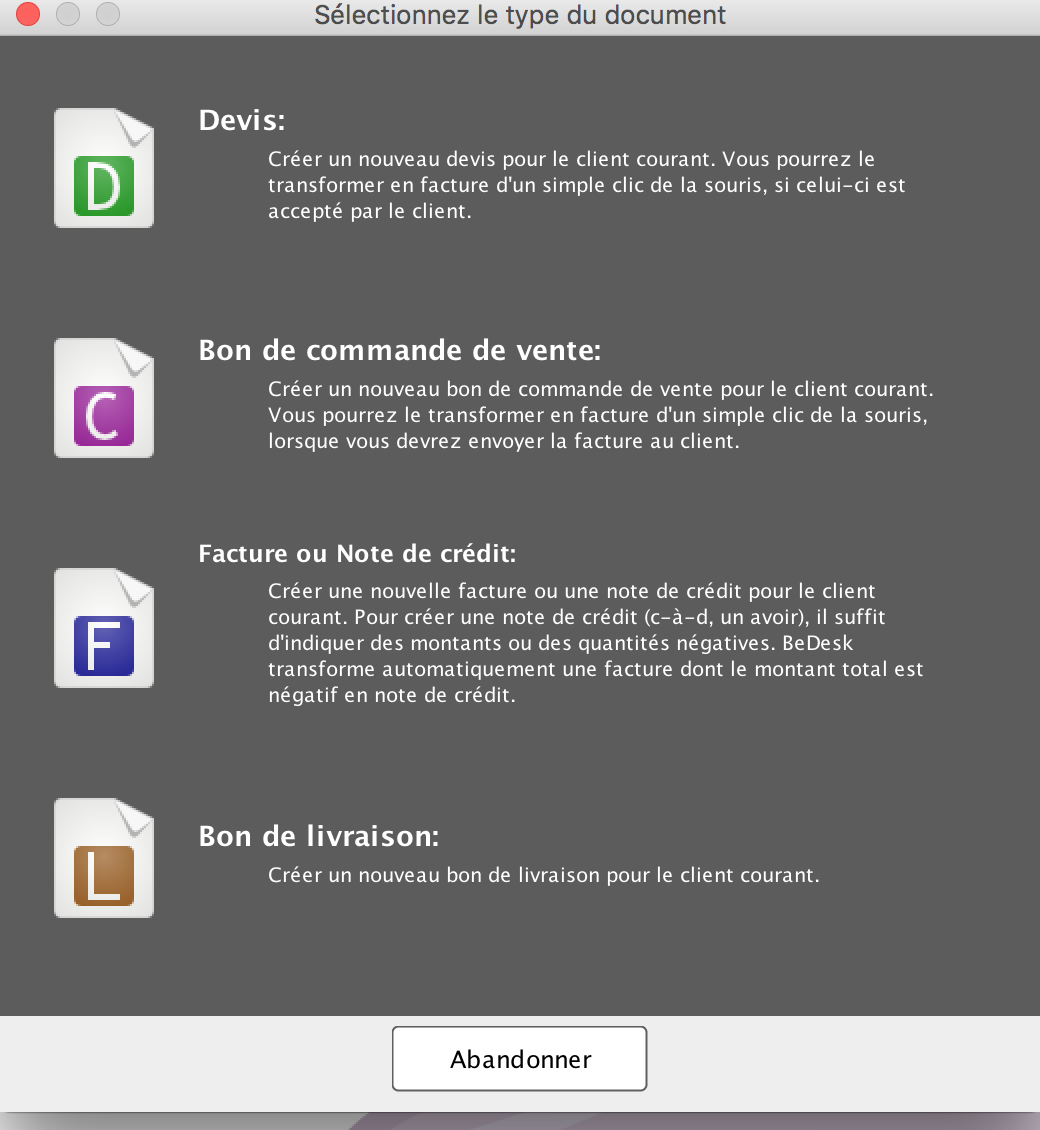 Sélectionnez le type du document
Devis:
Créer un nouveau devis pour le client courant. Vous pourrez le
transformer en facture d'un simple clic de la souris, si celui-ci est
accepté par le client.
D
Bon de commande de vente:
Créer un nouveau bon de commande de vente pour le client courant.
Vous pourrez le transformer en facture d'un simple clic de la souris,
lorsque vous devrez envoyer la facture au client.
C
Facture ou Note de crédit:
Créer une nouvelle facture ou une note de crédit pour le client
courant. Pour créer une note de crédit (c-à-d, un avoir), il suffit
d'indiquer des montants ou des quantités négatives. BeDesk
transforme automatiquement une facture dont le montant total est
négatif en note de crédit.
F
Bon de livraison:
Créer un nouveau bon de livraison pour le client courant.
L
Abandonner